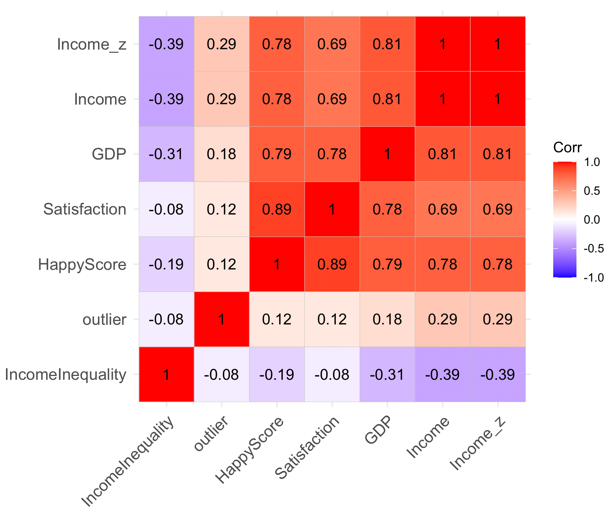 Income_z -0.39 0.29 0.78 0.69 0.81 1 1
Income -0.39 0.29 0.78 0.69 0.81 1 1
GDP -0.31 0.18 0.79 0.78 1 0.81 0.81
Satisfaction -0.08 0.12 0.89 1 0.78 0.69 0.69
HappyScore -0.19 0.12 1 0.89 0.79 0.78 0.78
outlier -0.08 1 0.12 0.12 0.18 0.29 0.29
IncomeInequality 1 -0.08 -0.19 -0.08 -0.31 -0.39 -0.39
IncomeInequality
outlier
HappyScore
Satisfaction
GDP
Income
Income_z
Corr
1.0
0.5
0.0
-0.5
-1.0